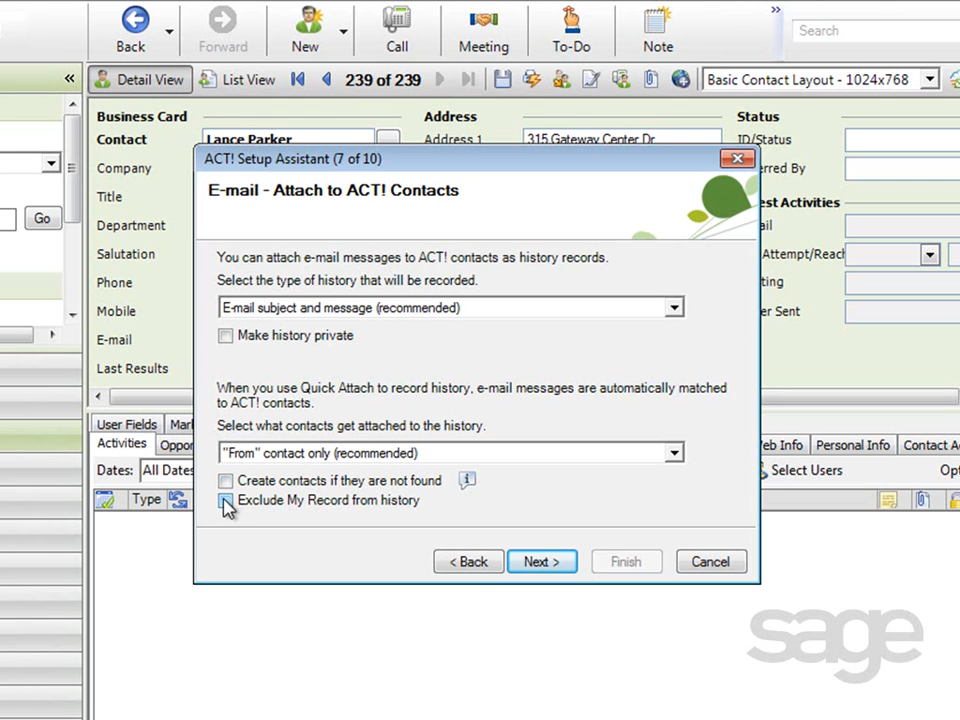 Back
Forward
New
Call
Meeting
To-Do
Note
»
Search
«
Detail View
List View
239 of 239
Basic Contact Layout - 1024x768
Business Card
Address
Status
Contact
Lance Parker
Address 1
315 Gateway Center Dr
ID/Status
Company
Title
Go
Department
Salutation
Phone
Mobile
E-mail
Last Results
Attempt/Reach
ACT! Setup Assistant (7 of 10)
E-mail - Attach to ACT! Contacts
You can attach e-mail messages to ACT! contacts as history records.
Select the type of history that will be recorded.
E-mail subject and message (recommended)
Make history private
When you use Quick Attach to record history, e-mail messages are automatically matched
to ACT! contacts.
Select what contacts get attached to the history.
"From" contact only (recommended)
Create contacts if they are not found
Exclude My Record from history
< Back
Next >
Finish
Cancel
User Fields
Activities
Web Info
Personal Info
Contact Ac
Dates:
All Dates
Select Users
Type
sage